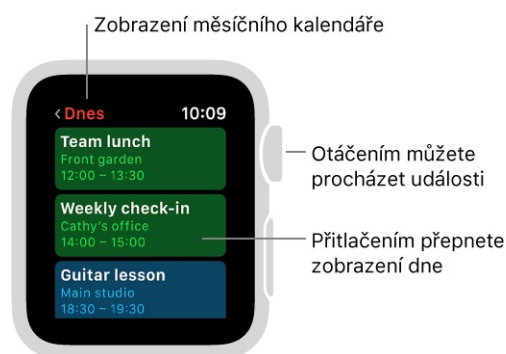 Zobrazení měsíčního kalendáře
< Dnes 10:09
Team lunch
Front garden
12:00 – 13:30
Weekly check-in
Cathy's office
14:00 – 15:00
Guitar lesson
Main studio
18:30 – 19:30
Otáčením můžete
procházet události
Přitlačením přepnete
zobrazení dne